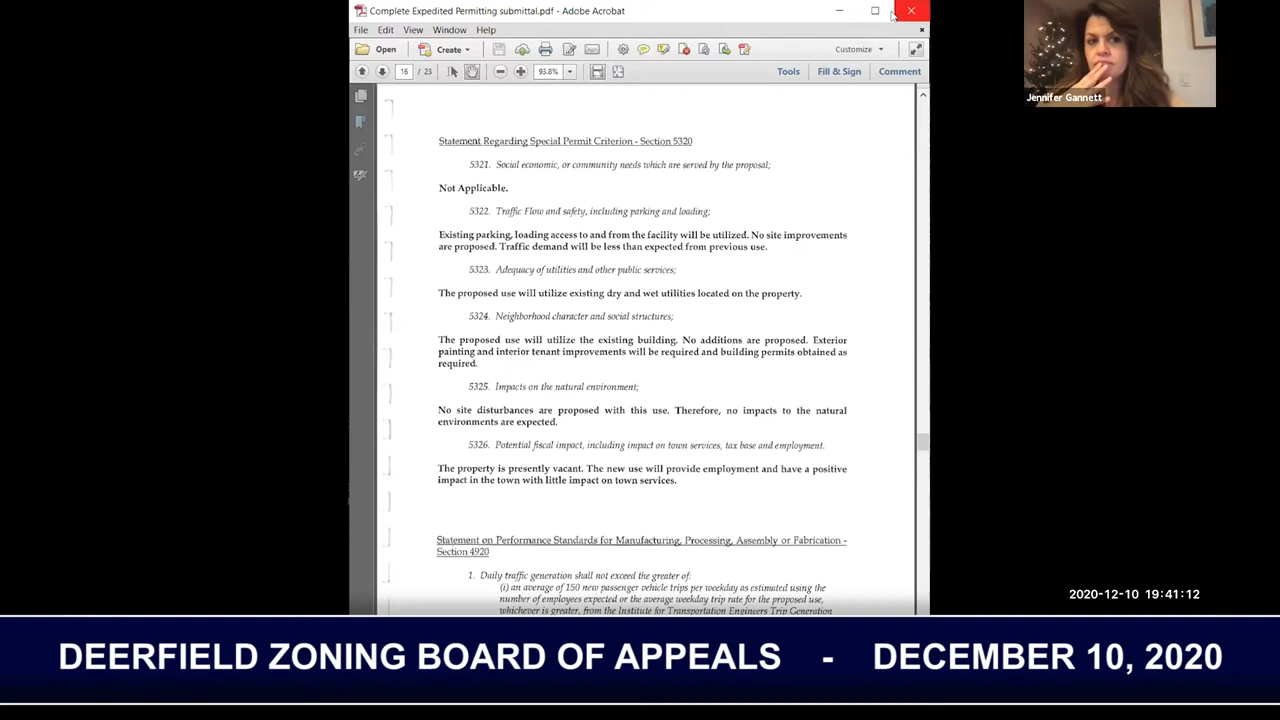 Complete Expedited Permitting submittal.pdf - Adobe Acrobat
File Edit View Window Help
Open Create Customize
16 / 23 93.8% Tools Fill & Sign Comment
Jennifer Gannett
Statement Regarding Special Permit Criterion - Section 5320
5321. Social economic, or community needs which are served by the proposal;
Not Applicable.
5322. Traffic Flow and safety, including parking and loading;
Existing parking, loading access to and from the facility will be utilized. No site improvements
are proposed. Traffic demand will be less than expected from previous use.
5323. Adequacy of utilities and other public services;
The proposed use will utilize existing dry and wet utilities located on the property.
5324. Neighborhood character and social structures;
The proposed use will utilize the existing building. No additions are proposed. Exterior
painting and interior tenant improvements will be required and building permits obtained as
required.
5325. Impacts on the natural environment;
No site disturbances are proposed with this use. Therefore, no impacts to the natural
environments are expected.
5326. Potential fiscal impact, including impact on town services, tax base and employment.
The property is presently vacant. The new use will provide employment and have a positive
impact in the town with little impact on town services.
Statement on Performance Standards for Manufacturing, Processing, Assembly or Fabrication -
Section 4920
1. Daily traffic generation shall not exceed the greater of:
(i) an average of 150 new passenger vehicle trips per weekday as estimated using the
number of employees expected or the average weekday trip rate for the proposed use,
whichever is greater, from the Institute for Transportation Engineers Trip Generation
2020-12-10 19:41:12
DEERFIELD ZONING BOARD OF APPEALS - DECEMBER 10, 2020